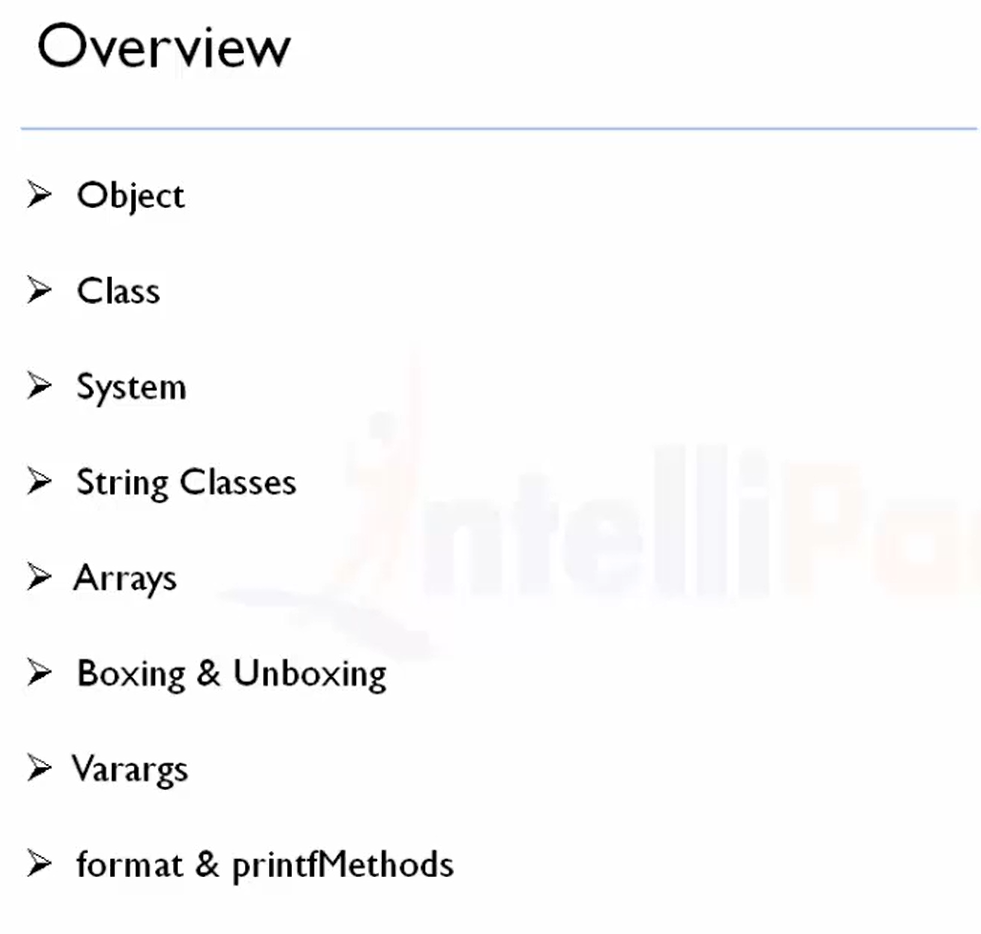 Overview
Object
Class
System
String Classes
Arrays
Boxing & Unboxing
Varargs
format & printfMethods